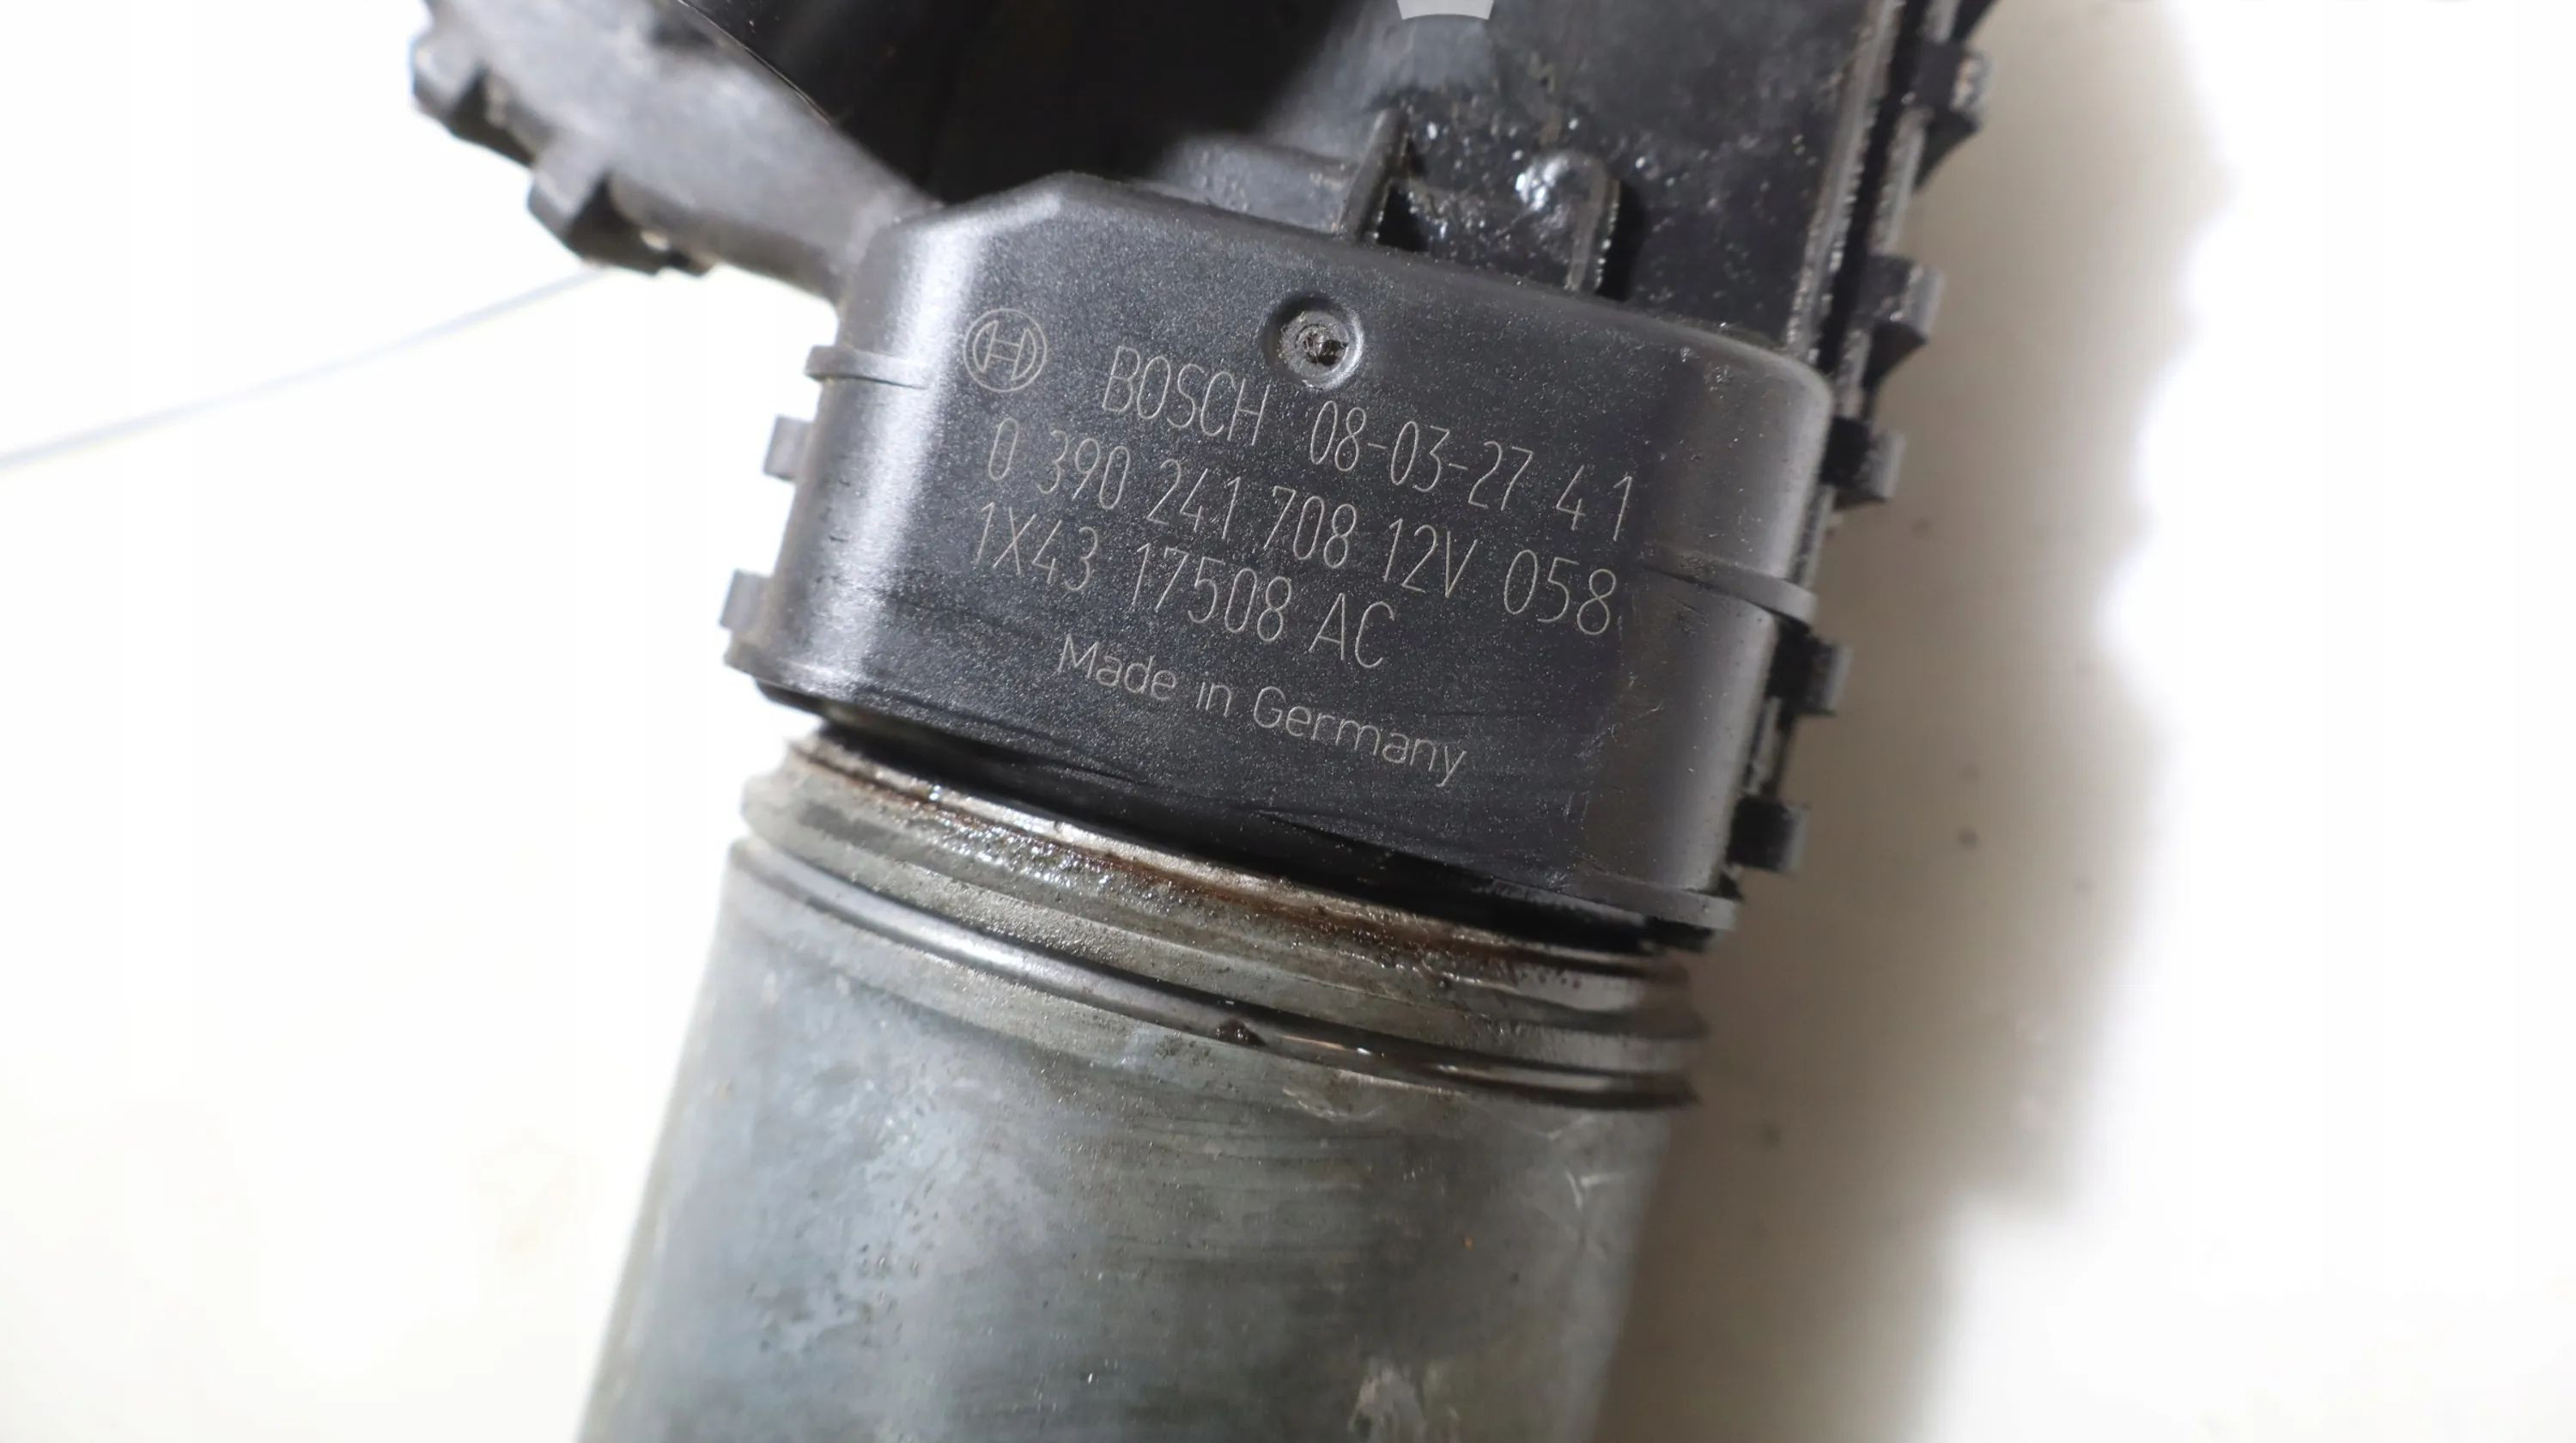 BOSCH 08-03-27 41
0 390 241 708 12V 058
1X43 17508 AC
Made in Germany